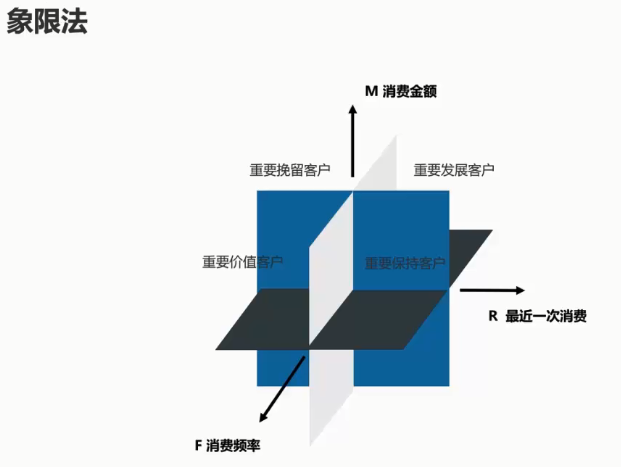 象限法
M 消费金额
重要挽留客户
重要发展客户
重要价值客户
重要保持客户
R 最近一次消费
F 消费频率